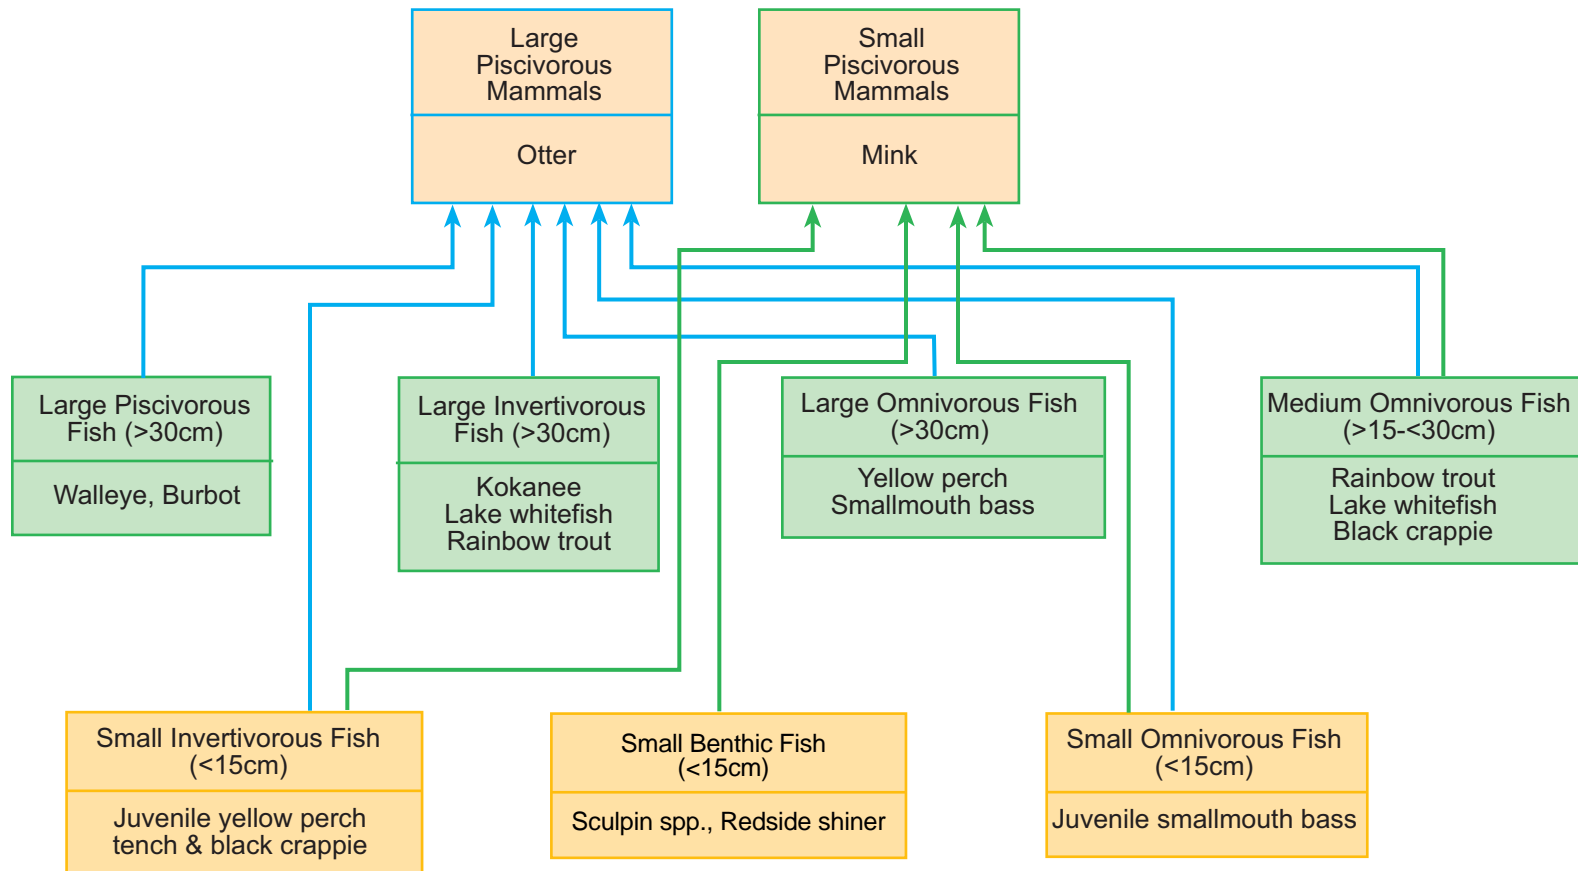 Large
Piscivorous
Mammals
Otter
Small
Piscivorous
Mammals
Mink
Large Piscivorous
Fish (>30cm)
Walleye, Burbot
Large Invertivorous
Fish (>30cm)
Kokanee
Lake whitefish
Rainbow trout
Large Omnivorous Fish
(>30cm)
Yellow perch
Smallmouth bass
Medium Omnivorous Fish
(>15-<30cm)
Rainbow trout
Lake whitefish
Black crappie
Small Invertivorous Fish
(<15cm)
Juvenile yellow perch
tench & black crappie
Small Benthic Fish
(<15cm)
Sculpin spp., Redside shiner
Small Omnivorous Fish
(<15cm)
Juvenile smallmouth bass